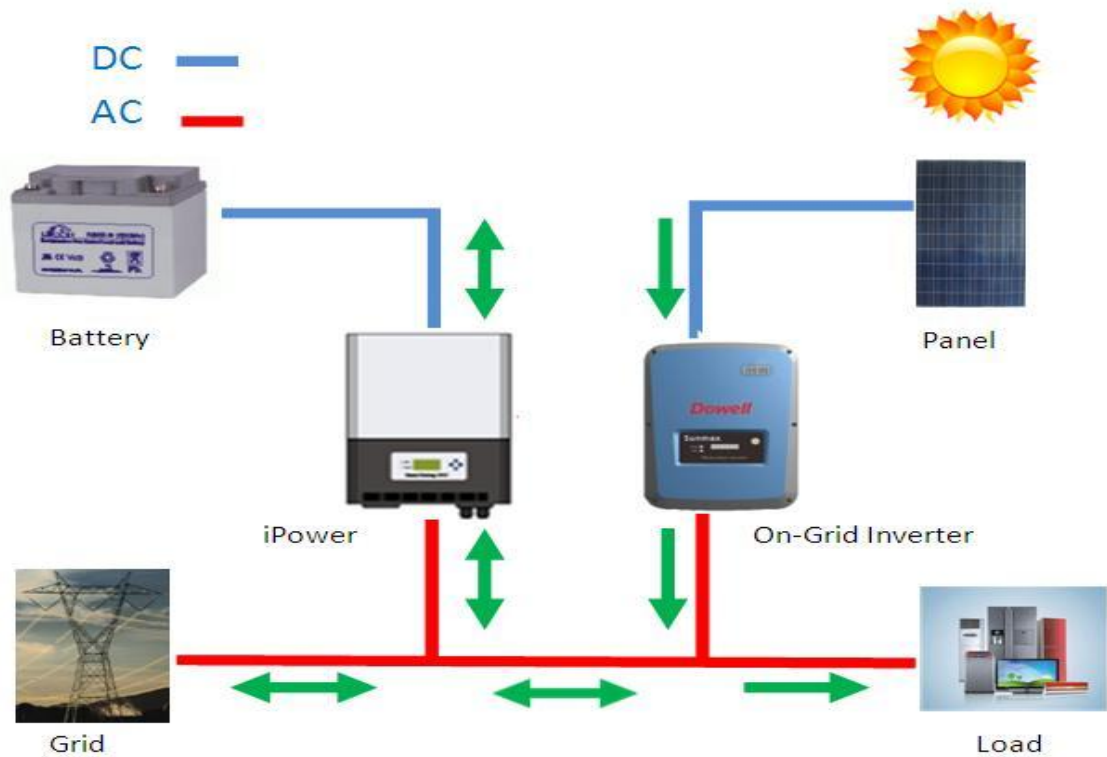 DC
AC
Battery
Panel
Dowell
Sunmax
iPower
On-Grid Inverter
Grid
Load